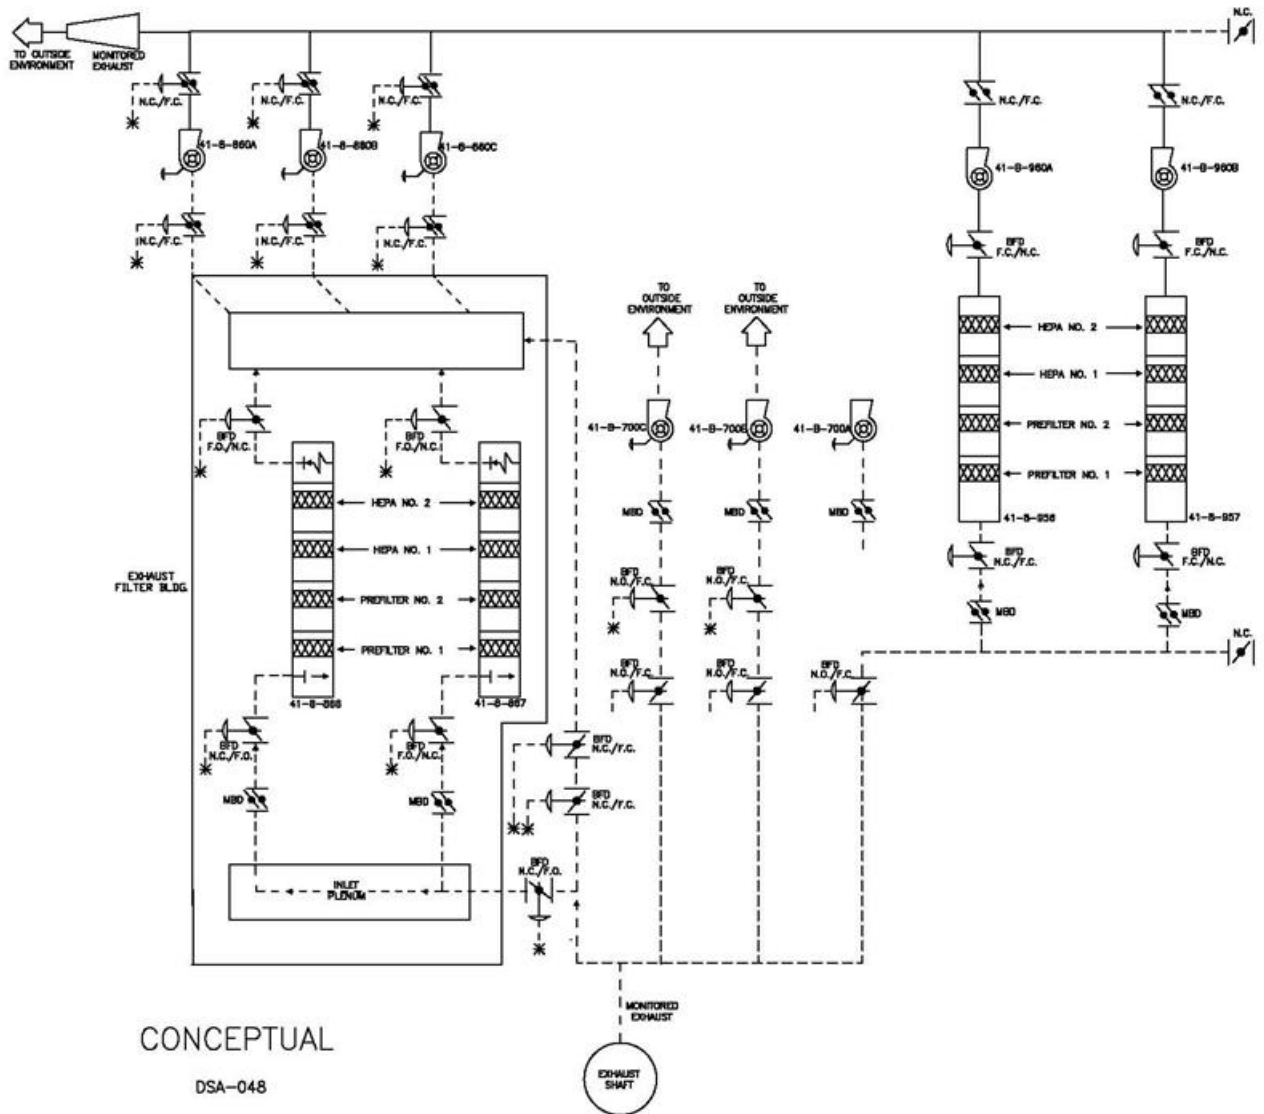 N.C.
TO OUTSIDE
ENVIRONMENT
MONITORED
EXHAUST
N.C./F.C.
N.C./F.C.
N.C./F.C.
N.C./F.C.
N.C./F.C.
41-B-860A
41-B-860B
41-B-860C
41-B-960A
41-B-960B
N.C./F.C.
N.C./F.C.
N.C./F.C.
BFD
F.C./N.C.
BFD
F.C./N.C.
TO
OUTSIDE
ENVIRONMENT
TO
OUTSIDE
ENVIRONMENT
HEPA NO. 2
HEPA NO. 1
PREFILTER NO. 2
PREFILTER NO. 1
41-B-956
41-B-957
BFD
F.O./N.C.
BFD
F.O./N.C.
41-B-700C
41-B-700B
41-B-700A
HEPA NO. 2
HEPA NO. 1
PREFILTER NO. 2
PREFILTER NO. 1
MBD
MBD
MBD
EXHAUST
FILTER BLDG.
BFD
N.C./F.C.
BFD
F.C./N.C.
BFD
N.O./F.C.
BFD
N.O./F.C.
MBD
MBD
N.C.
BFD
N.O./F.C.
BFD
N.O./F.C.
BFD
N.O./F.C.
41-B-856
41-B-857
BFD
N.C./F.O.
BFD
F.O./N.C.
BFD
N.C./F.C.
MBD
MBD
BFD
N.C./F.C.
BFD
N.C./F.O.
INLET
PLENUM
MONITORED
EXHAUST
EXHAUST
SHAFT
CONCEPTUAL
DSA-048